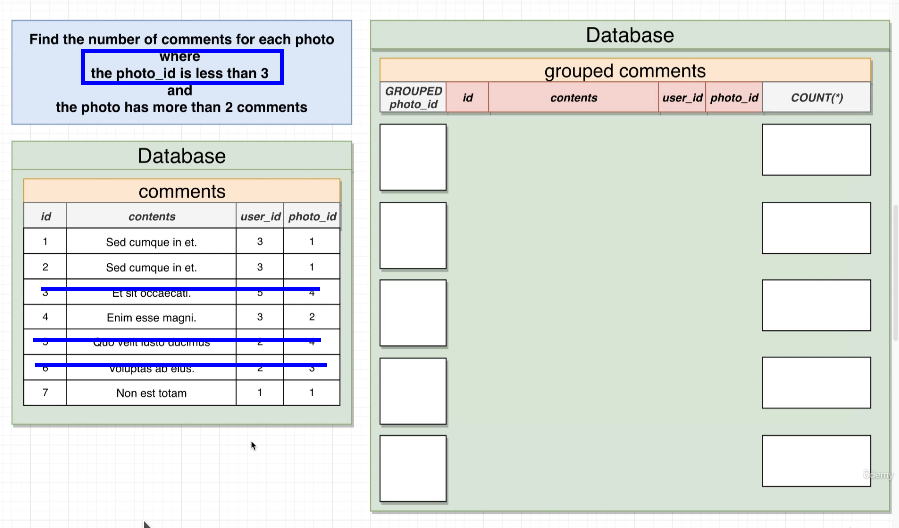 Find the number of comments for each photo
where
the photo_id is less than 3
and
the photo has more than 2 comments
Database
comments
id contents user_id photo_id
1 Sed cumque in et. 3 1
2 Sed cumque in et. 3 1
3 Et sit occaecati. 5 4
4 Enim esse magni. 3 2
5 Quo velit iusto ducimus 2 4
6 Voluptas ab eius. 2 3
7 Non est totam 1 1
Database
grouped comments
GROUPED photo_id id contents user_id photo_id COUNT(*)
Udemy